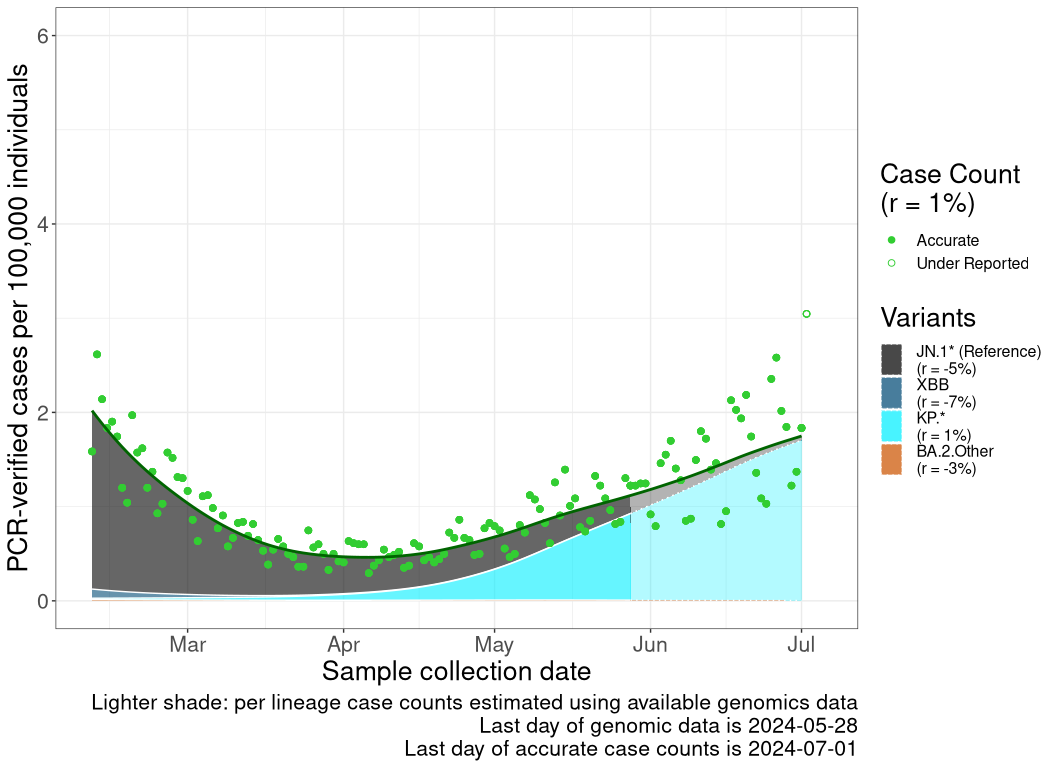 PCR-verified cases per 100,000 individuals
6
4
2
0
Mar Apr May Jun Jul
Sample collection date
Lighter shade: per lineage case counts estimated using available genomics data
Last day of genomic data is 2024-05-28
Last day of accurate case counts is 2024-07-01
Case Count
(r = 1%)
Accurate
Under Reported
Variants
JN.1* (Reference)
(r = -5%)
XBB
(r = -7%)
KP.*
(r = 1%)
BA.2.Other
(r = -3%)